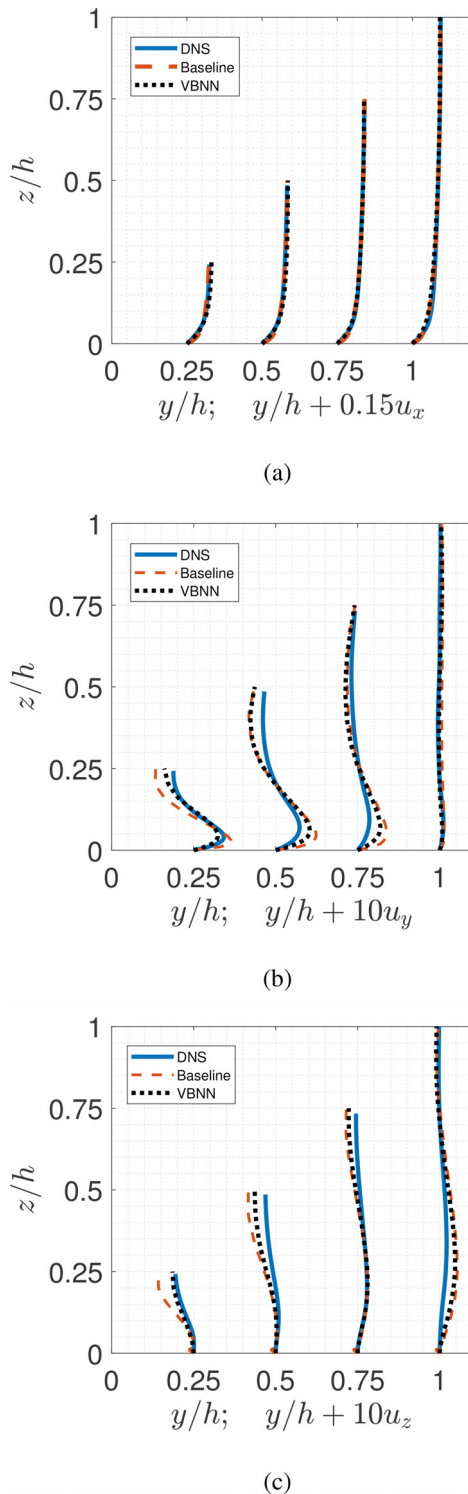 1
DNS
Baseline
VBNN
0.75
0.5
z/h
0.25
0
0 0.25 0.5 0.75 1
y/h; y/h + 0.15u_x
(a)
1
DNS
Baseline
VBNN
0.75
0.5
z/h
0.25
0
0 0.25 0.5 0.75 1
y/h; y/h + 10u_y
(b)
1
DNS
Baseline
VBNN
0.75
0.5
z/h
0.25
0
0 0.25 0.5 0.75 1
y/h; y/h + 10u_z
(c)